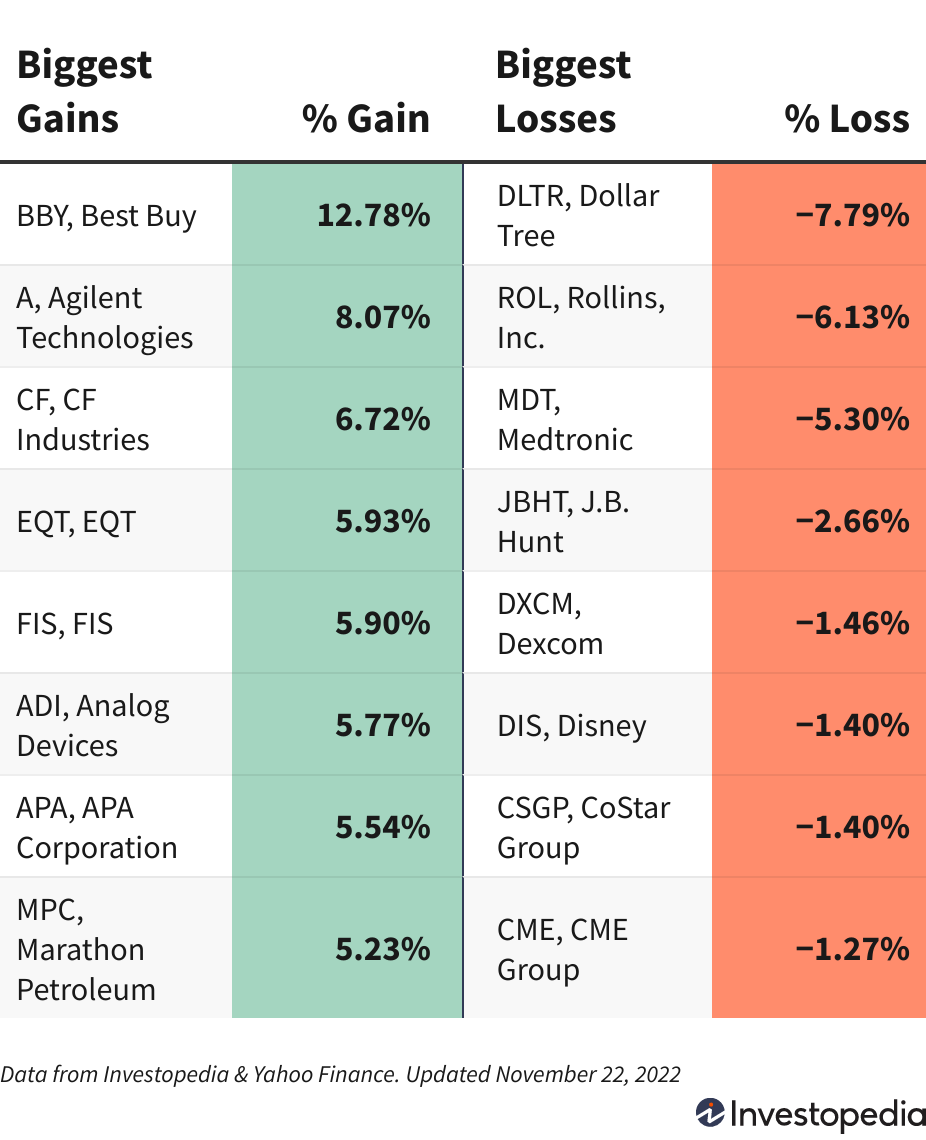 Biggest Gains % Gain Biggest Losses % Loss
BBY, Best Buy 12.78% DLTR, Dollar Tree −7.79%
A, Agilent Technologies 8.07% ROL, Rollins, Inc. −6.13%
CF, CF Industries 6.72% MDT, Medtronic −5.30%
EQT, EQT 5.93% JBHT, J.B. Hunt −2.66%
FIS, FIS 5.90% DXCM, Dexcom −1.46%
ADI, Analog Devices 5.77% DIS, Disney −1.40%
APA, APA Corporation 5.54% CSGP, CoStar Group −1.40%
MPC, Marathon Petroleum 5.23% CME, CME Group −1.27%
Data from Investopedia & Yahoo Finance. Updated November 22, 2022
Investopedia